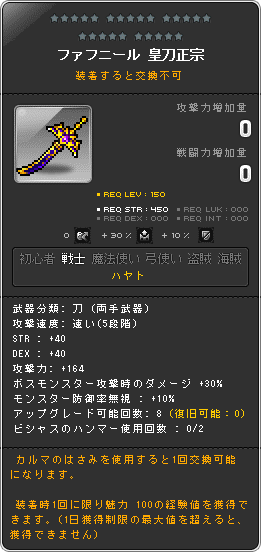 ファフニール 皇刀正宗
装着すると交換不可
攻撃力増加量
0
戦闘力増加量
0
REQ LEV : 150
REQ STR : 450 REQ LUK : 000
REQ DEX : 000 REQ INT : 000
0 +30% +10%
初心者 戦士 魔法使い 弓使い 盗賊 海賊
ハヤト
武器分類: 刀 (両手武器)
攻撃速度: 速い(5段階)
STR : +40
DEX : +40
攻撃力: +164
ボスモンスター攻撃時のダメージ +30%
モンスター防御率無視 : +10%
アップグレード可能回数: 8 (復旧可能 : 0)
ビシャスのハンマー使用回数 : 0/2
カルマのはさみを使用すると1回交換可能
になります。
装着時1回に限り魅力 100の経験値を獲得で
きます。(1日獲得制限の最大値を超えると、
獲得できません)